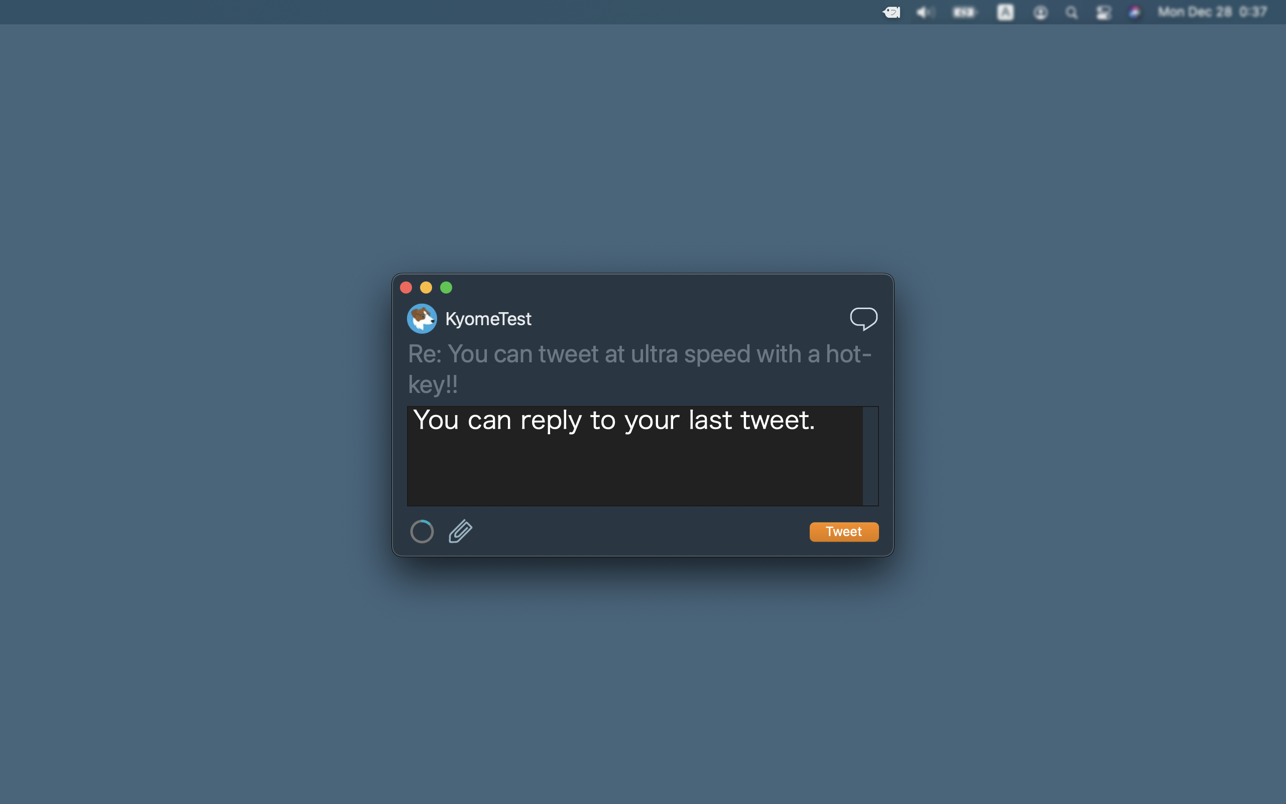 A Mon Dec 28 0:37
KyomeTest
Re: You can tweet at ultra speed with a hot-
key!!
You can reply to your last tweet.
Tweet